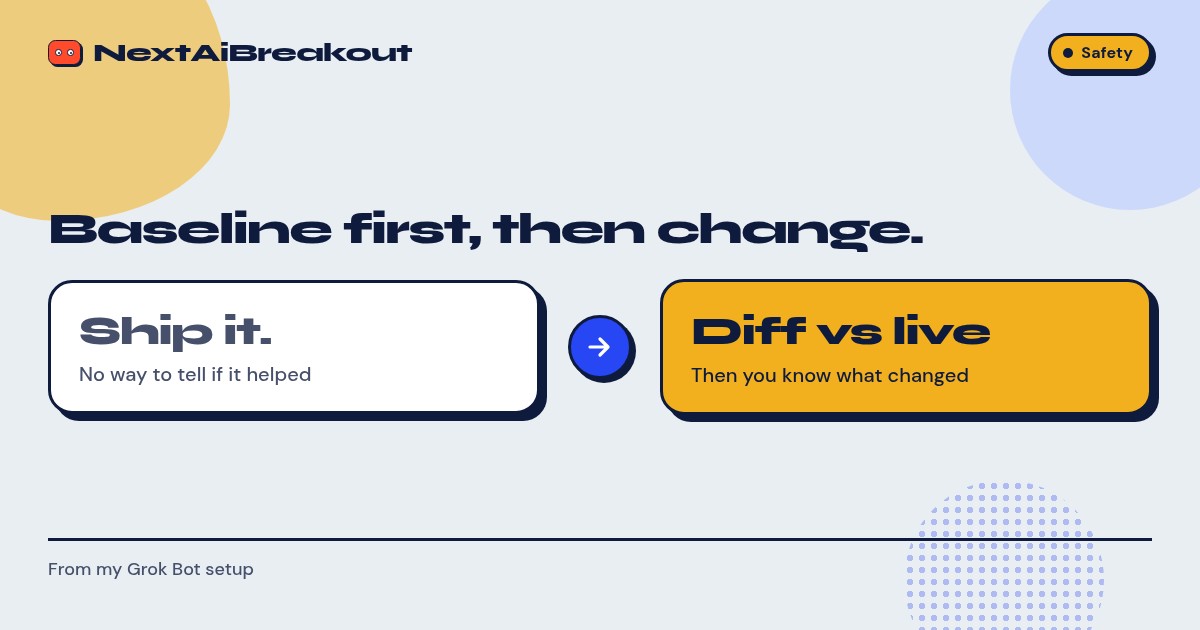 NextAiBreakout
Safety
Baseline first, then change.
Ship it.
No way to tell if it helped
Diff vs live
Then you know what changed
From my Grok Bot setup